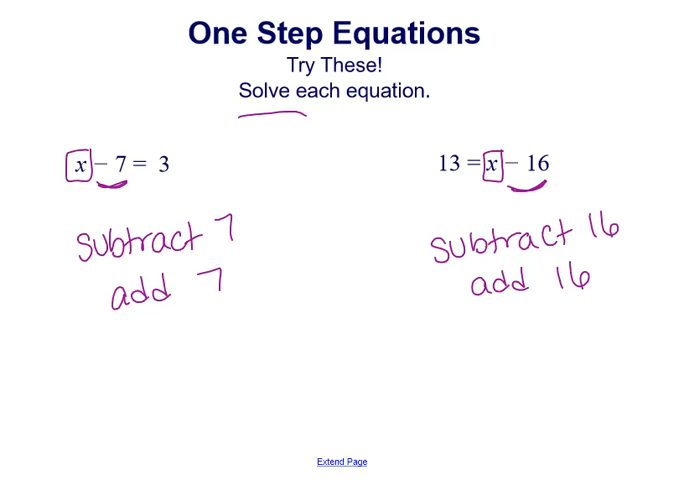 One Step Equations
Try These!
Solve each equation.
x − 7 = 3
13 = x − 16
subtract 7
add 7
subtract 16
add 16
Extend Page